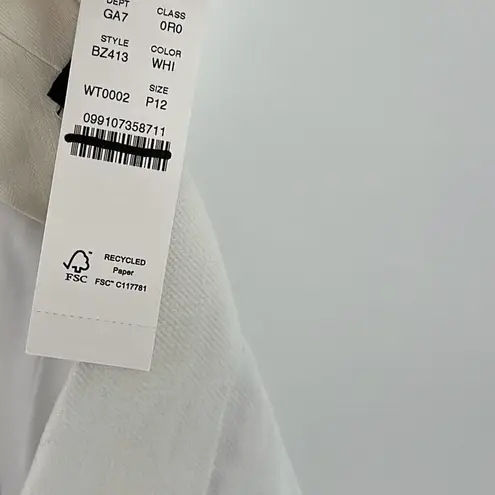 DEPT CLASS
GA7 0R0
STYLE COLOR
BZ413 WHI
SIZE
WT0002 P12
099107358711
RECYCLED
Paper
FSC™ C117781
FSC